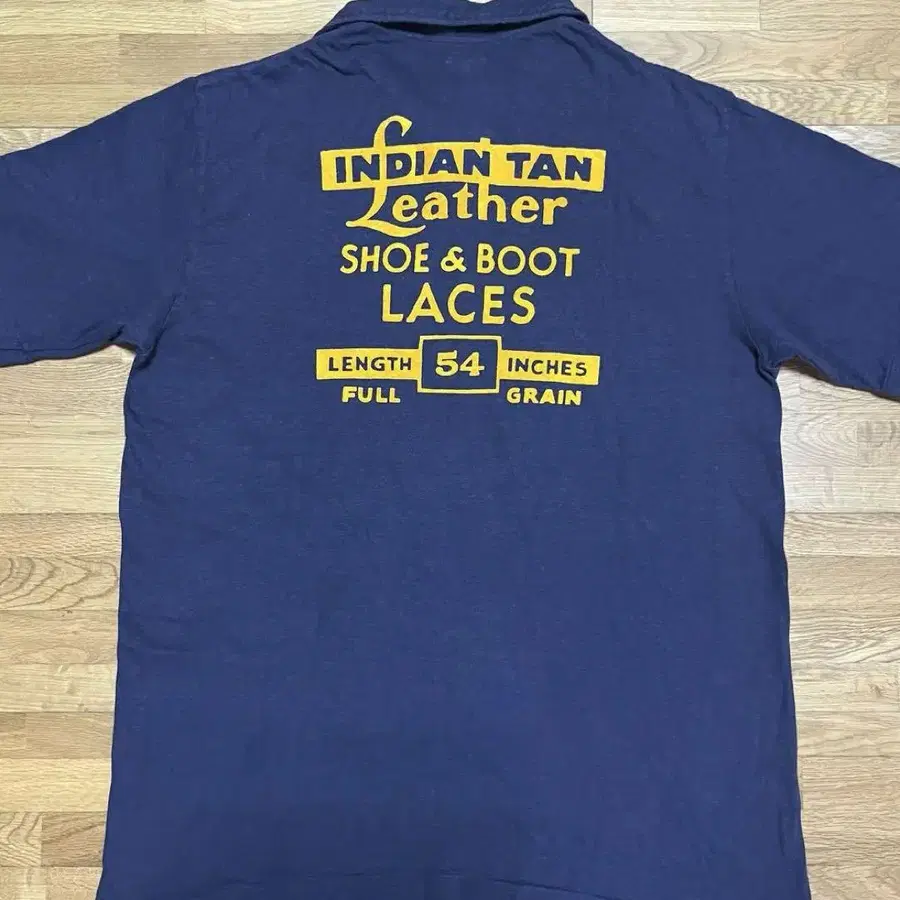 INDIAN TAN
Leather
SHOE & BOOT
LACES
LENGTH 54 INCHES
FULL GRAIN